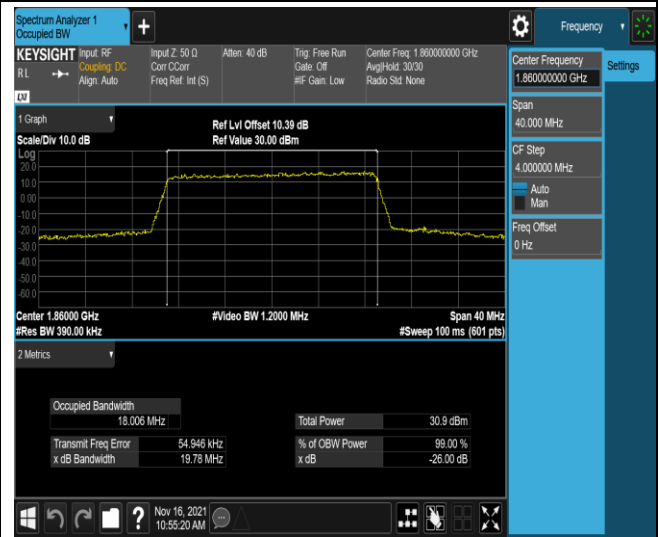 Spectrum Analyzer 1
Occupied BW
+
Frequency
KEYSIGHT
Input: RF
Coupling: DC
Align: Auto
Input Z: 50 Ω
Corr CCorr
Freq Ref: Int (S)
Atten: 40 dB
Trig: Free Run
Gate: Off
#IF Gain: Low
Center Freq: 1.860000000 GHz
Avg|Hold: 30/30
Radio Std: None
RL
LXI
Center Frequency
1.860000000 GHz
Settings
Span
40.000 MHz
CF Step
4.000000 MHz
Auto
Man
Freq Offset
0 Hz
1 Graph
Scale/Div 10.0 dB
Ref Lvl Offset 10.39 dB
Ref Value 30.00 dBm
Log
20.0
10.0
0.00
-10.0
-20.0
-30.0
-40.0
-50.0
-60.0
Center 1.86000 GHz
#Video BW 1.2000 MHz
Span 40 MHz
#Res BW 390.00 kHz
#Sweep 100 ms (601 pts)
2 Metrics
Occupied Bandwidth
18.006 MHz
Total Power 30.9 dBm
Transmit Freq Error 54.946 kHz
% of OBW Power 99.00 %
x dB Bandwidth 19.78 MHz
x dB -26.00 dB
?
Nov 16, 2021
10:55:20 AM